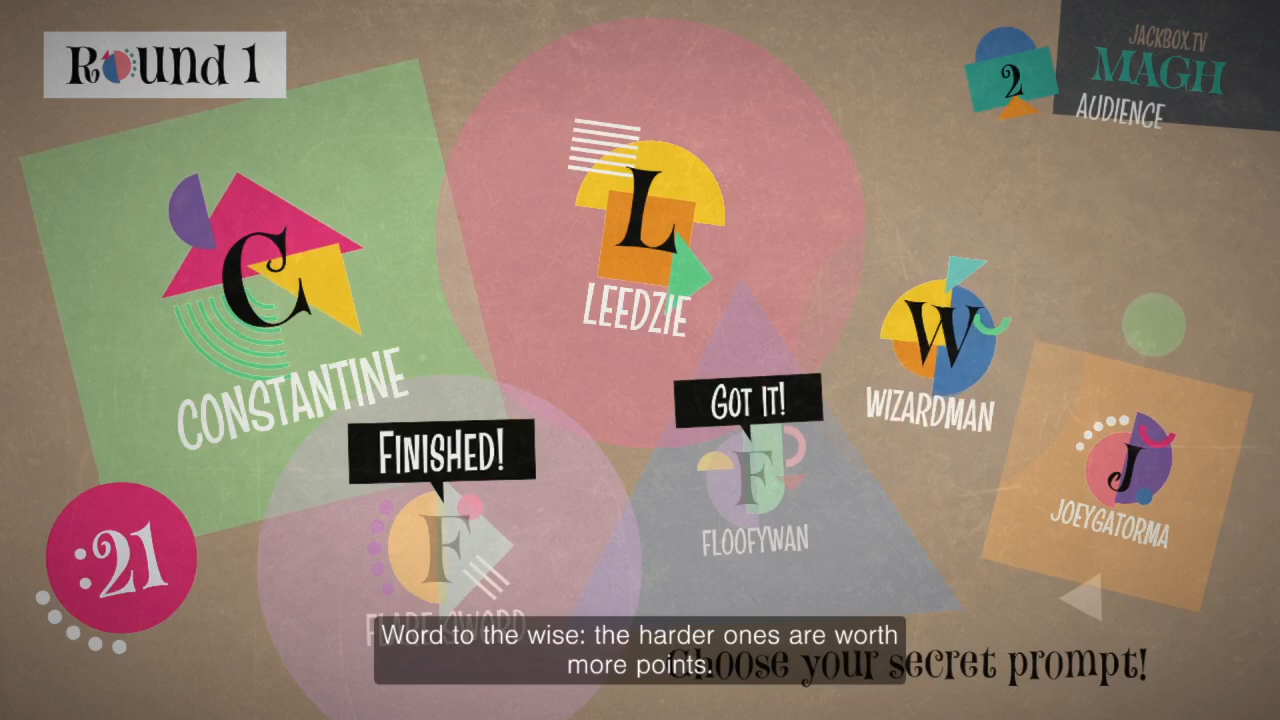 Round 1
JACKBOX.TV
MAGH
AUDIENCE
2
C
CONSTANTINE
L
LEEDZIE
W
WIZARDMAN
J
JOEYGATORMA
FINISHED!
F
GOT IT!
F
FLOOFYWAN
:21
Word to the wise: the harder ones are worth
more points.
Choose your secret prompt!